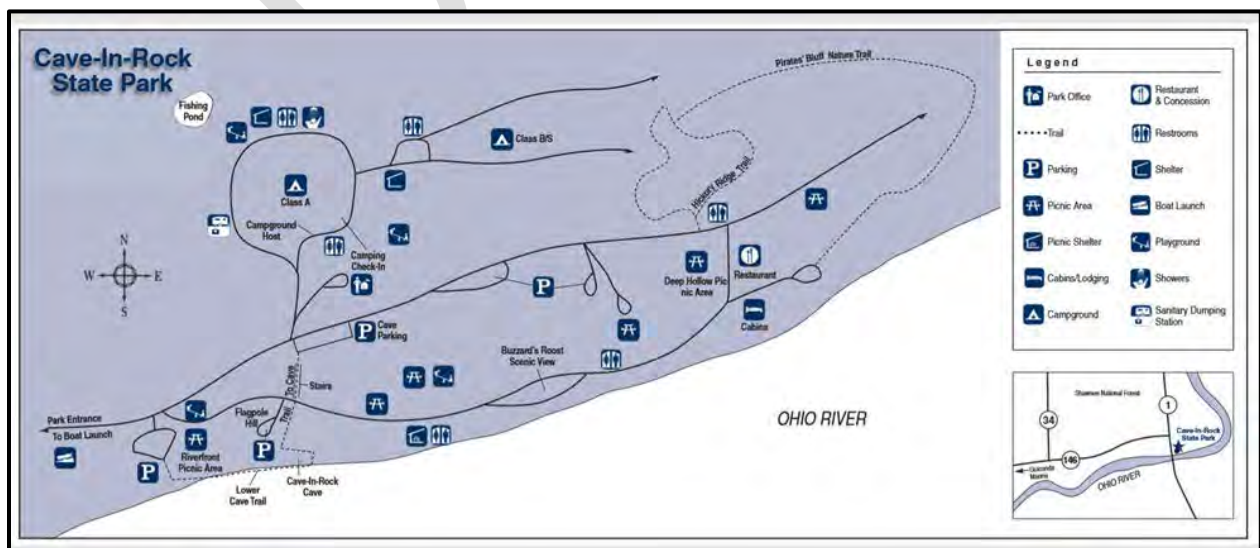 Cave-In-Rock
State Park
Fishing
Pond
Class A
Class B/S
Campground
Host
Camping
Check-In
N
W
E
S
Pirates' Bluff Nature Trail
Hickory Ridge Trail
Restaurant
Deep Hollow Pic
nic Area
Cabins
Cave
Parking
Buzzard's Roost
Scenic View
Stairs
Trail To Cave
Flagpole
Hill
Park Entrance
To Boat Launch
Riverfront
Picnic Area
Lower
Cave Trail
Cave-In-Rock
Cave
P
P
P
P
OHIO RIVER
Legend
Park Office
Trail
P
Parking
Picnic Area
Picnic Shelter
Cabins/Lodging
Campground
Restaurant
& Concession
Restrooms
Shelter
Boat Launch
Playground
Showers
Sanitary Dumping
Station
Shawnee National Forest
34
1
Cave-In-Rock
State Park
146
OHIO RIVER